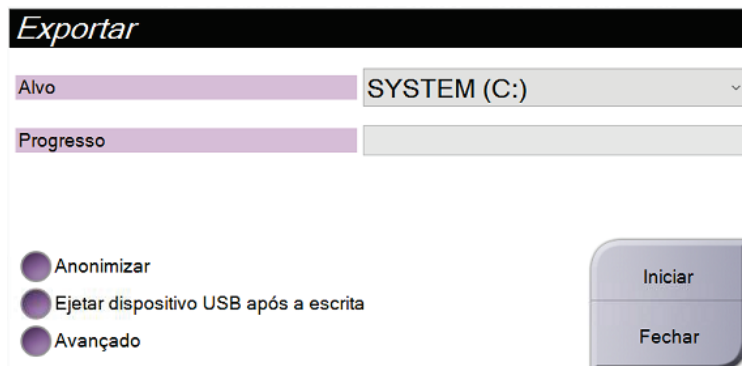 Exportar
Alvo SYSTEM (C:)
Progresso
Anonimizar
Ejetar dispositivo USB após a escrita
Avançado
Iniciar
Fechar